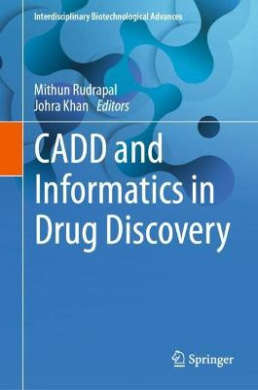 Interdisciplinary Biotechnological Advances
Mithun Rudrapal
Johra Khan Editors
CADD and
Informatics in
Drug Discovery
Springer